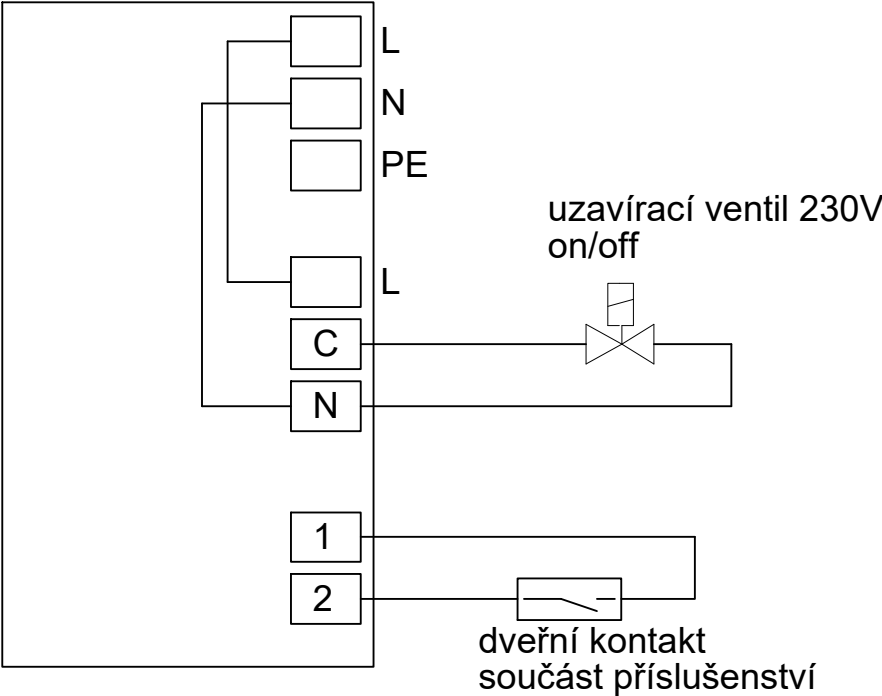 L
N
PE
uzavírací ventil 230V
on/off
L
C
N
1
2
dveřní kontakt
součást příslušenství